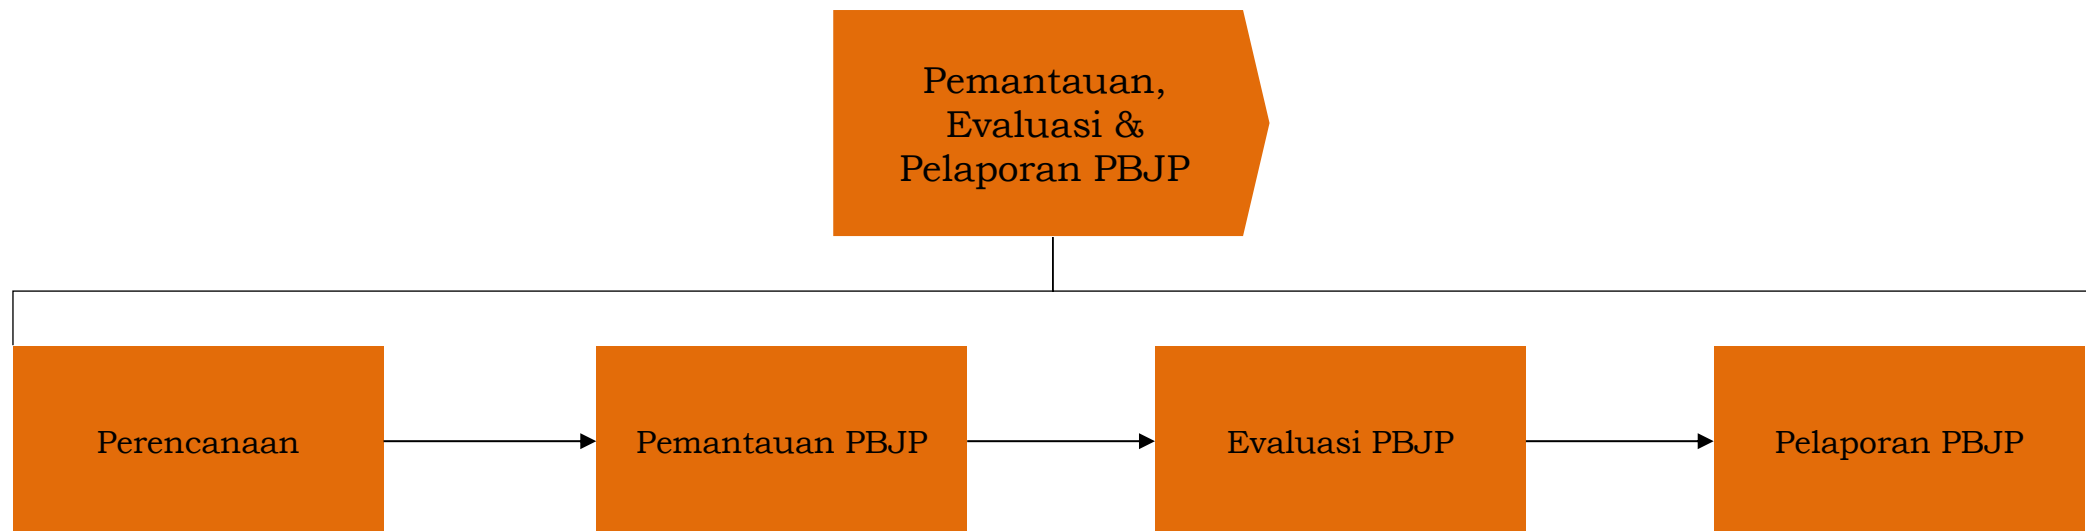 Pemantauan,
Evaluasi &
Pelaporan PBJP
Perencanaan
Pemantauan PBJP
Evaluasi PBJP
Pelaporan PBJP